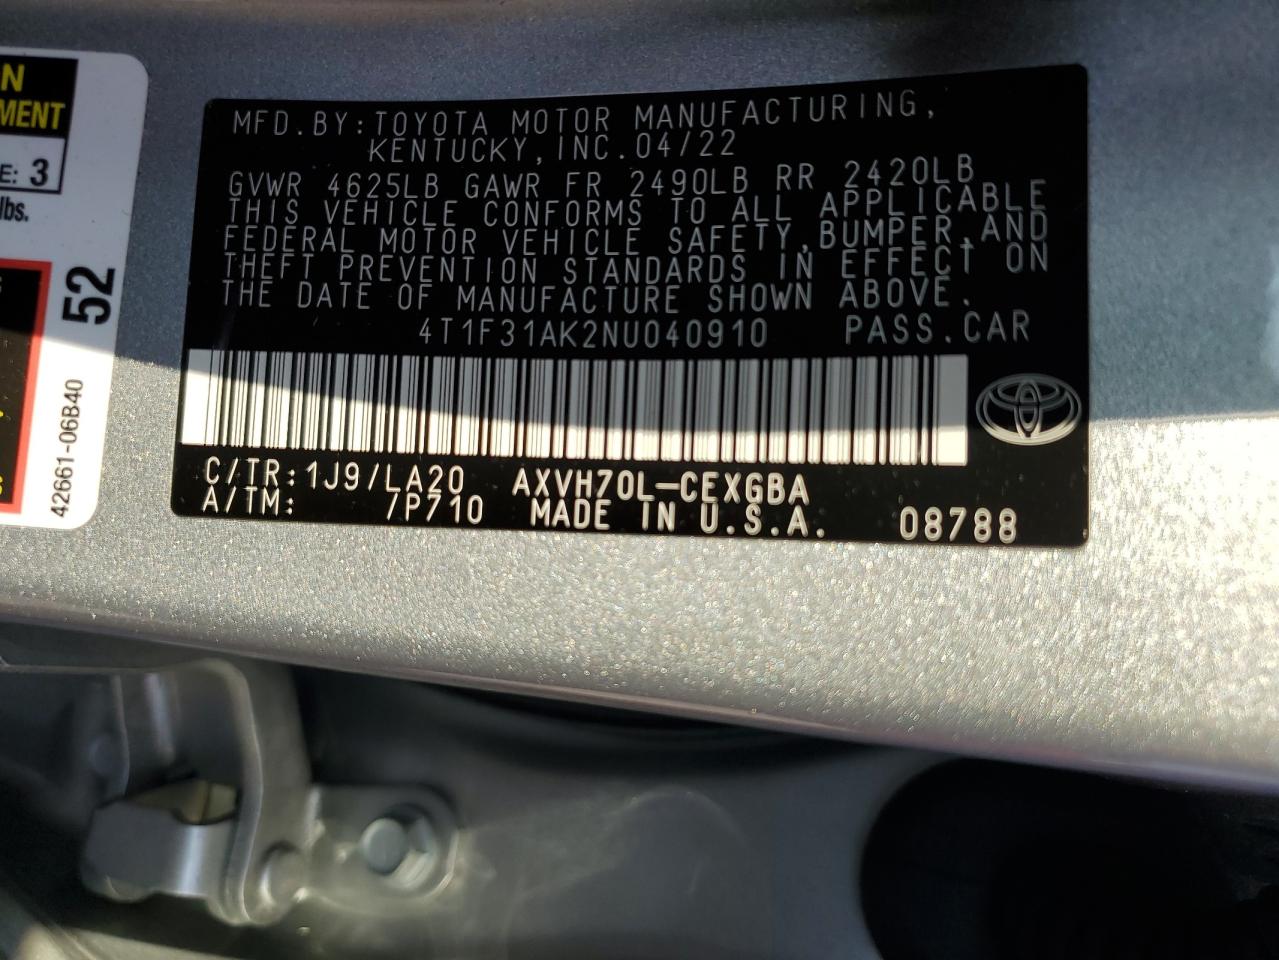 N
MENT
E: 3
lbs.
52
42661-06B40
MFD.BY:TOYOTA MOTOR MANUFACTURING,
KENTUCKY,INC.04/22
GVWR 4625LB GAWR FR 2490LB RR 2420LB
THIS VEHICLE CONFORMS TO ALL APPLICABLE
FEDERAL MOTOR VEHICLE SAFETY,BUMPER,AND
THEFT PREVENTION STANDARDS IN EFFECT ON
THE DATE OF MANUFACTURE SHOWN ABOVE.
4T1F31AK2NU040910 PASS.CAR
C/TR:1J9/LA20 AXVH70L-CEXGBA
A/TM: /P710 MADE IN U.S.A. 08788